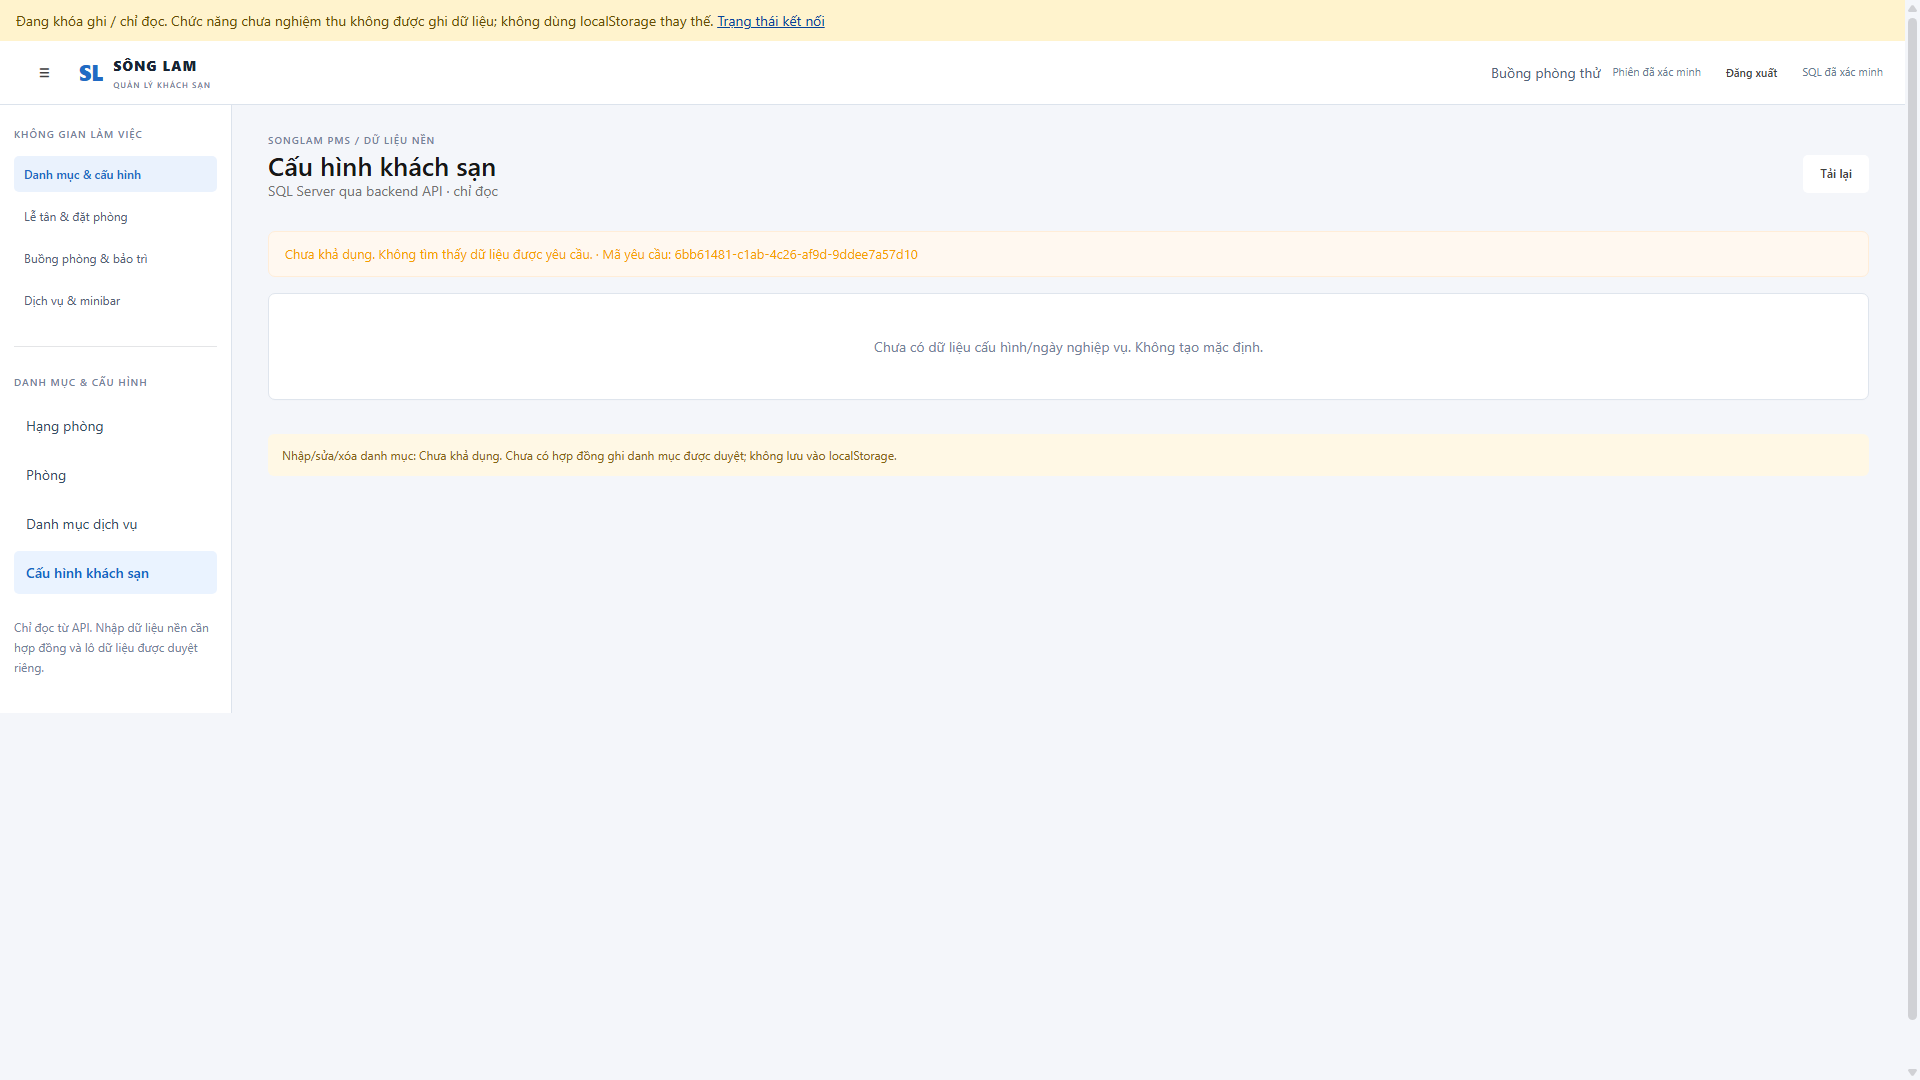 Đang khóa ghi / chỉ đọc. Chức năng chưa nghiệm thu không được ghi dữ liệu; không dùng localStorage thay thế. Trạng thái kết nối
☰
SL
SÔNG LAM
QUẢN LÝ KHÁCH SẠN
Buồng phòng thử
Phiên đã xác minh
Đăng xuất
SQL đã xác minh
KHÔNG GIAN LÀM VIỆC
Danh mục & cấu hình
Lễ tân & đặt phòng
Buồng phòng & bảo trì
Dịch vụ & minibar
DANH MỤC & CẤU HÌNH
Hạng phòng
Phòng
Danh mục dịch vụ
Cấu hình khách sạn
Chỉ đọc từ API. Nhập dữ liệu nền cần
hợp đồng và lô dữ liệu được duyệt
riêng.
SONGLAM PMS / DỮ LIỆU NỀN
Cấu hình khách sạn
SQL Server qua backend API · chỉ đọc
Tải lại
Chưa khả dụng. Không tìm thấy dữ liệu được yêu cầu. · Mã yêu cầu: 6bb61481-c1ab-4c26-af9d-9ddee7a57d10
Chưa có dữ liệu cấu hình/ngày nghiệp vụ. Không tạo mặc định.
Nhập/sửa/xóa danh mục: Chưa khả dụng. Chưa có hợp đồng ghi danh mục được duyệt; không lưu vào localStorage.